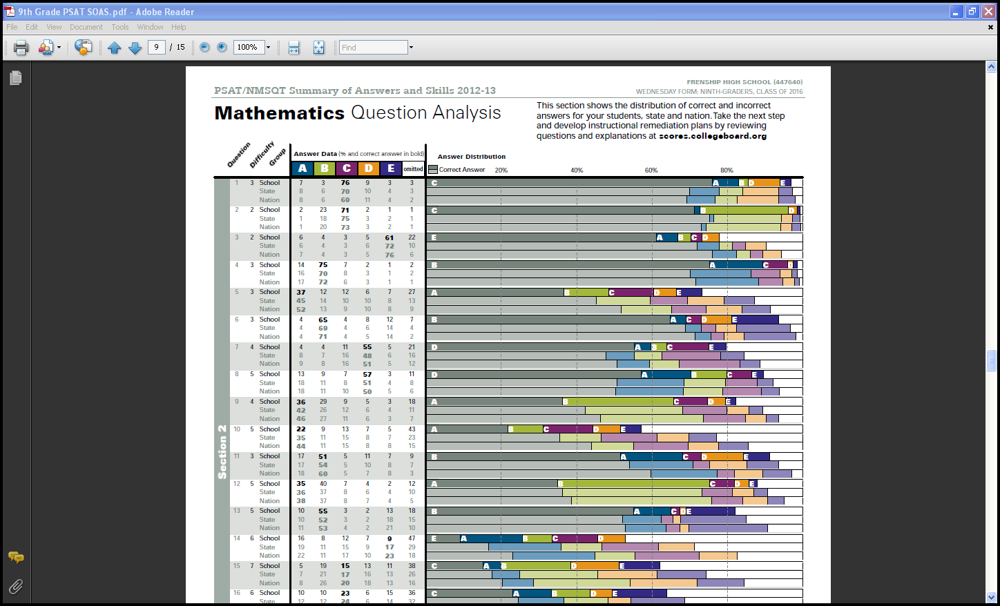 9th Grade PSAT SOAS.pdf - Adobe Reader
File Edit View Document Tools Window Help
9 / 15 100% Find
PSAT/NMSQT Summary of Answers and Skills 2012-13
FRENSHIP HIGH SCHOOL (447640)
WEDNESDAY FORM: NINTH-GRADERS, CLASS OF 2016
Mathematics Question Analysis
This section shows the distribution of correct and incorrect
answers for your students, state and nation. Take the next step
and develop instructional remediation plans by reviewing
questions and explanations at scores.collegeboard.org
Question Difficulty Group
Answer Data (% and correct answer in bold)
A B C D E omitted
Answer Distribution
Correct Answer 20% 40% 60% 80%
Section 2
1 3 School 7 3 76 9 3 3 C A B D E
State 8 6 70 10 4 3
Nation 8 6 69 11 4 2
2 2 School 2 23 71 2 1 1 C B D
State 1 18 75 3 2 1
Nation 1 20 73 3 2 1
3 2 School 6 4 3 5 61 22 E A B C D
State 6 4 3 6 72 10
Nation 7 4 3 5 76 6
4 3 School 14 75 7 2 1 2 B A C D
State 16 70 8 3 1 2
Nation 17 72 6 3 1 1
5 3 School 37 12 12 6 7 27 A B C D E
State 45 14 10 10 8 13
Nation 52 13 9 10 8 9
6 3 School 4 65 4 8 12 7 B A C D E
State 4 69 4 6 14 4
Nation 4 71 4 5 14 2
7 4 School 4 4 11 55 5 21 D A B C E
State 8 7 16 48 6 16
Nation 9 8 16 51 5 12
8 5 School 13 9 7 57 3 11 D A B C E
State 18 11 8 51 4 8
Nation 18 11 10 50 5 6
9 4 School 36 29 9 5 3 18 A B C D E
State 42 26 12 6 4 11
Nation 46 27 11 6 3 7
10 5 School 22 9 13 7 5 43 A B C D E
State 35 11 15 8 7 23
Nation 44 11 15 8 8 15
11 3 School 17 51 5 11 7 9 B A C D E
State 17 54 5 10 8 7
Nation 18 60 5 7 8 3
12 5 School 35 40 7 4 2 12 A B C D E
State 36 37 8 6 4 10
Nation 38 37 8 7 4 5
13 5 School 10 55 3 2 13 18 B A C D E
State 10 52 3 2 18 15
Nation 11 53 4 2 21 10
14 6 School 16 8 12 7 9 47 E A B C D
State 19 11 15 9 17 29
Nation 22 11 17 10 23 18
15 7 School 5 19 15 13 11 38 C A B D E
State 7 21 17 16 13 26
Nation 8 26 20 18 13 16
16 6 School 10 10 23 6 15 36 C A B D E
State 12 12 24 6 14 32